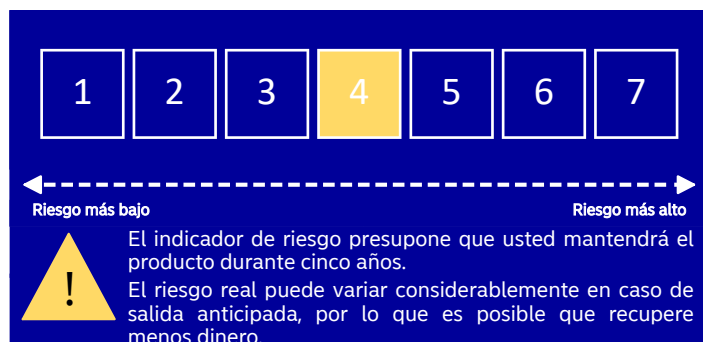 1 2 3 4 5 6 7
Riesgo más bajo Riesgo más alto
El indicador de riesgo presupone que usted mantendrá el
producto durante cinco años.
!
El riesgo real puede variar considerablemente en caso de
salida anticipada, por lo que es posible que recupere
menos dinero.